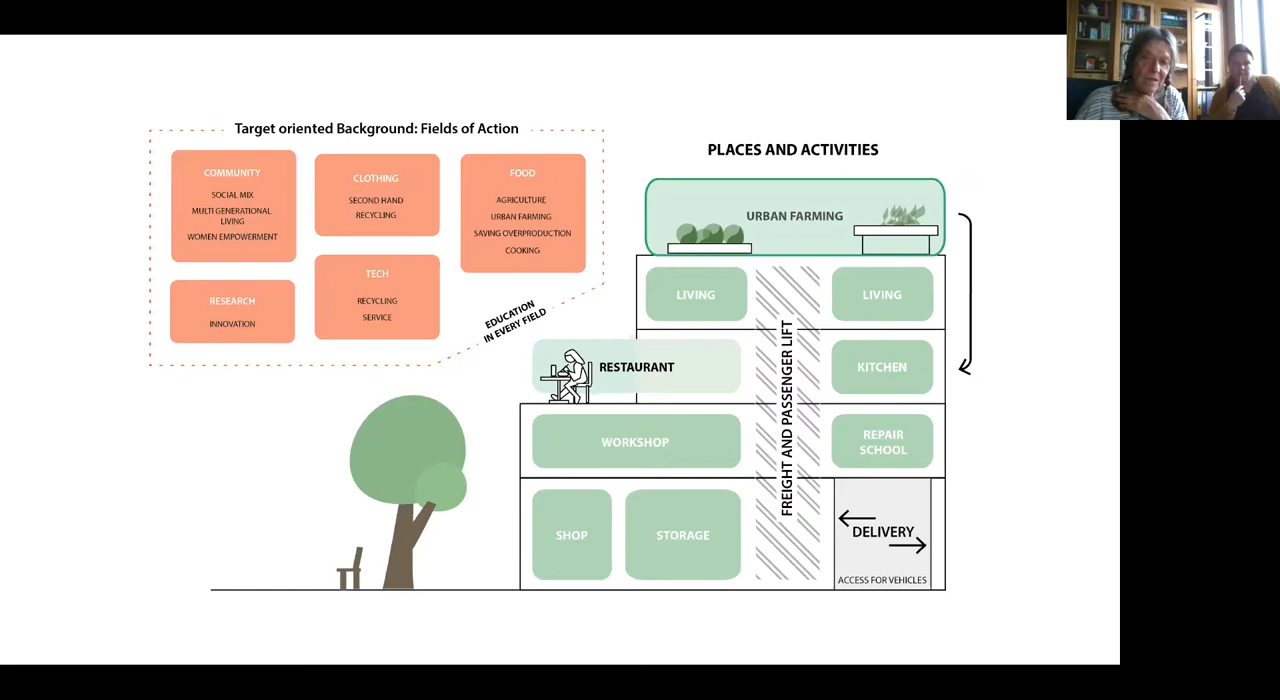 Target oriented Background: Fields of Action
COMMUNITY
SOCIAL MIX
MULTI GENERATIONAL
LIVING
WOMEN EMPOWERMENT
CLOTHING
SECOND HAND
RECYCLING
FOOD
AGRICULTURE
URBAN FARMING
SAVING OVERPRODUCTION
COOKING
RESEARCH
INNOVATION
TECH
RECYCLING
SERVICE
EDUCATION
IN EVERY FIELD
PLACES AND ACTIVITIES
URBAN FARMING
LIVING
LIVING
RESTAURANT
KITCHEN
FREIGHT AND PASSENGER LIFT
WORKSHOP
REPAIR
SCHOOL
SHOP
STORAGE
DELIVERY
ACCESS FOR VEHICLES